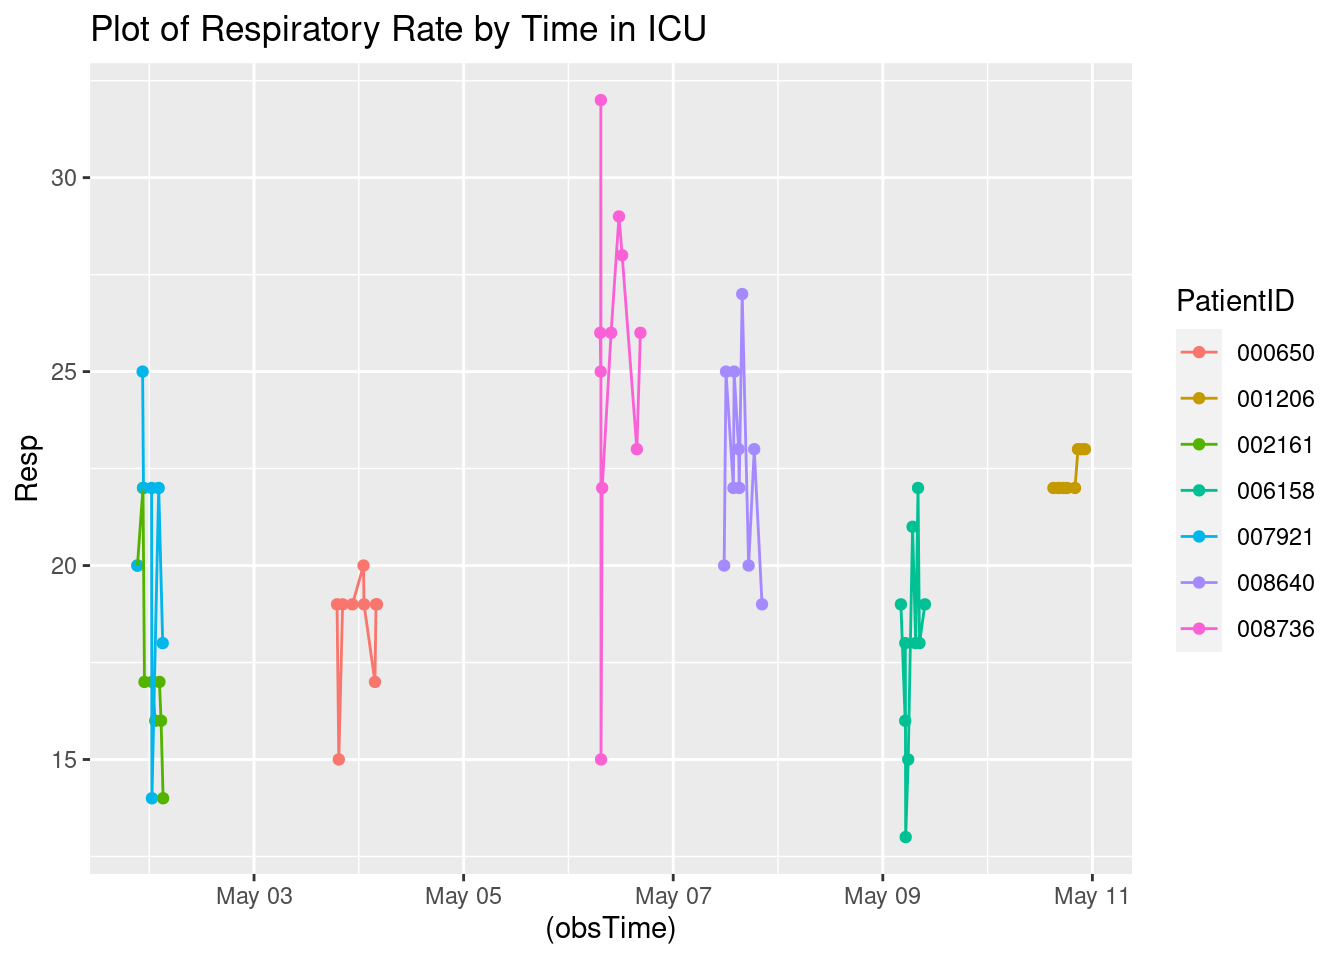 Plot of Respiratory Rate by Time in ICU
30
25
20
15
Resp
May 03
May 05
May 07
May 09
May 11
(obsTime)
PatientID
000650
001206
002161
006158
007921
008640
008736